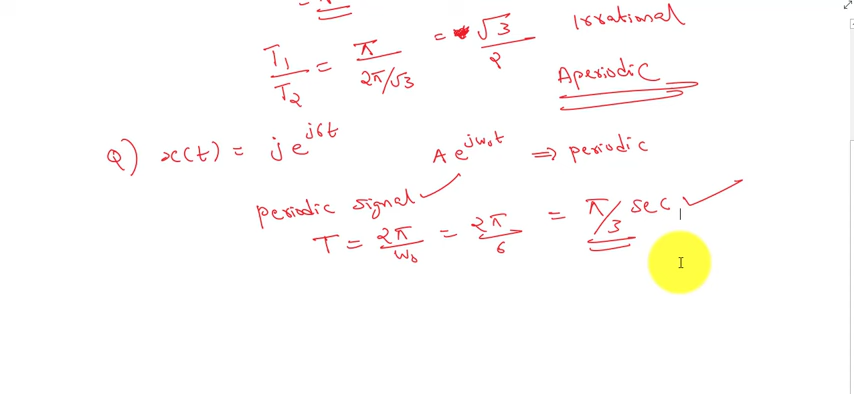 T₁/T₂ = π/(2π/√3) = √3/2 Irrational
AperiodiC
Q) x(t) = j e^{j6t}
A e^{jω₀t} ⇒ periodic
periodic signal
T = 2π/ω₀ = 2π/6 = π/3 sec